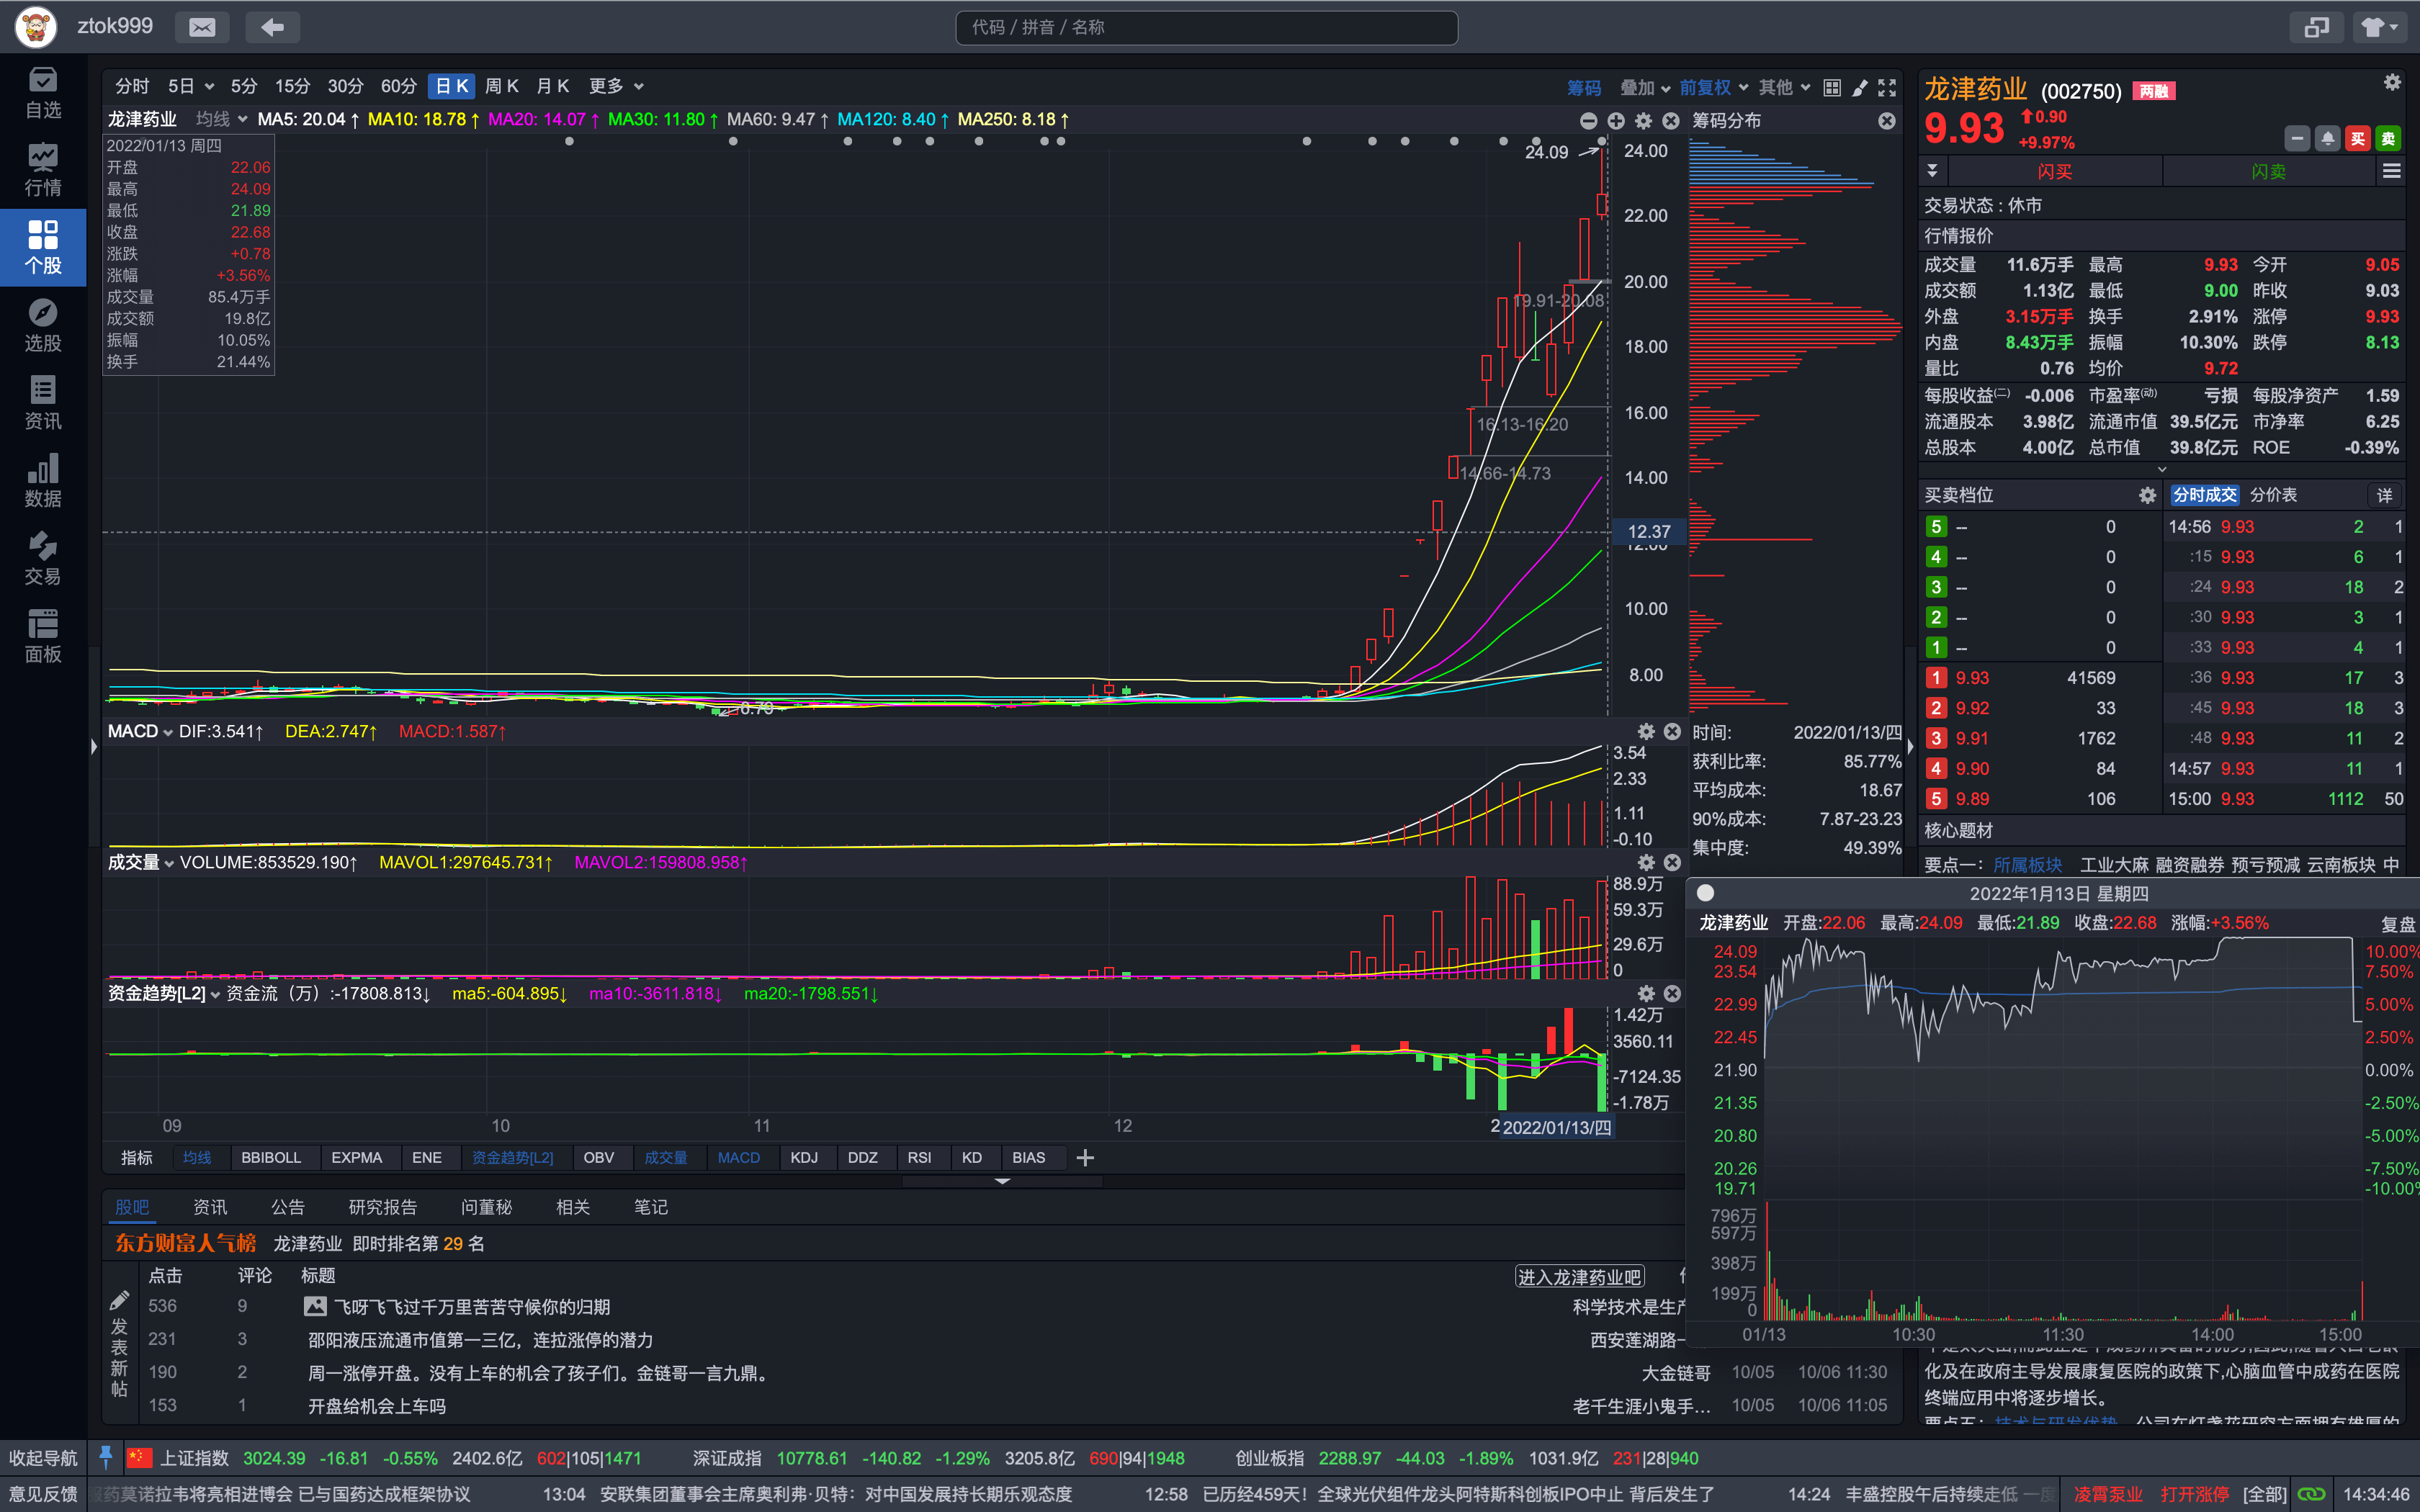 ztok999
代码 / 拼音 / 名称
自选
行情
个股
选股
资讯
数据
交易
面板
分时 5日 5分 15分 30分 60分 日K 周K 月K 更多
筹码 叠加 前复权 其他
龙津药业 均线 MA5: 20.04↑ MA10: 18.78↑ MA20: 14.07↑ MA30: 11.80↑ MA60: 9.47↑ MA120: 8.40↑ MA250: 8.18↑
2022/01/13 周四
开盘 22.06
最高 24.09
最低 21.89
收盘 22.68
涨跌 +0.78
涨幅 +3.56%
成交量 85.4万手
成交额 19.8亿
振幅 10.05%
换手 21.44%
24.09
19.91-20.08
16.13-16.20
14.66-14.73
24.00
22.00
20.00
18.00
16.00
14.00
12.37
12.00
10.00
8.00
筹码分布
时间: 2022/01/13/四
获利比率: 85.77%
平均成本: 18.67
90%成本: 7.87-23.23
集中度: 49.39%
MACD DIF:3.541↑ DEA:2.747↑ MACD:1.587↑
3.54
2.33
1.11
-0.10
成交量 VOLUME:853529.190↑ MAVOL1:297645.731↑ MAVOL2:159808.958↑
88.9万
59.3万
29.6万
0
资金趋势[L2] 资金流（万）:-17808.813↓ ma5:-604.895↓ ma10:-3611.818↓ ma20:-1798.551↓
1.42万
3560.11
-7124.35
-1.78万
09 10 11 12 2 2022/01/13/四
指标 均线 BBIBOLL EXPMA ENE 资金趋势[L2] OBV 成交量 MACD KDJ DDZ RSI KD BIAS
股吧 资讯 公告 研究报告 问董秘 相关 笔记
东方财富人气榜 龙津药业 即时排名第 29 名
点击 评论 标题 进入龙津药业吧
536 9 飞呀飞飞过千万里苦苦守候你的归期 科学技术是生产
231 3 邵阳液压流通市值第一三亿，连拉涨停的潜力 西安莲湖路一
190 2 周一涨停开盘。没有上车的机会了孩子们。金链哥一言九鼎。 大金链哥 10/05 10/06 11:30
153 1 开盘给机会上车吗 老千生涯小鬼手... 10/05 10/06 11:05
发表新帖
龙津药业 (002750) 两融
9.93 0.90
+9.97%
买 卖
闪买 闪卖
交易状态 : 休市
行情报价
成交量 11.6万手 最高 9.93 今开 9.05
成交额 1.13亿 最低 9.00 昨收 9.03
外盘 3.15万手 换手 2.91% 涨停 9.93
内盘 8.43万手 振幅 10.30% 跌停 8.13
量比 0.76 均价 9.72
每股收益(二) -0.006 市盈率(动) 亏损 每股净资产 1.59
流通股本 3.98亿 流通市值 39.5亿元 市净率 6.25
总股本 4.00亿 总市值 39.8亿元 ROE -0.39%
买卖档位 分时成交 分价表 详
5 -- 0 14:56 9.93 2 1
4 -- 0 :15 9.93 6 1
3 -- 0 :24 9.93 18 2
2 -- 0 :30 9.93 3 1
1 -- 0 :33 9.93 4 1
1 9.93 41569 :36 9.93 17 3
2 9.92 33 :45 9.93 18 3
3 9.91 1762 :48 9.93 11 2
4 9.90 84 14:57 9.93 11 1
5 9.89 106 15:00 9.93 1112 50
核心题材
要点一： 所属板块 工业大麻 融资融券 预亏预减 云南板块 中
2022年1月13日 星期四
龙津药业 开盘:22.06 最高:24.09 最低:21.89 收盘:22.68 涨幅:+3.56% 复盘
24.09 10.00%
23.54 7.50%
22.99 5.00%
22.45 2.50%
21.90 0.00%
21.35 -2.50%
20.80 -5.00%
20.26 -7.50%
19.71 -10.00%
796万
597万
398万
199万
0
01/13 10:30 11:30 14:00 15:00
化及在政府主导发展康复医院的政策下,心脑血管中成药在医院
终端应用中将逐步增长。
要点五： 技术与研发优势 公司在灯盏花研究方面拥有雄厚的
收起导航 上证指数 3024.39 -16.81 -0.55% 2402.6亿 602|105|1471 深证成指 10778.61 -140.82 -1.29% 3205.8亿 690|94|1948 创业板指 2288.97 -44.03 -1.89% 1031.9亿 231|28|940
意见反馈 服药莫诺拉韦将亮相进博会 已与国药达成框架协议 13:04 安联集团董事会主席奥利弗·贝特：对中国发展持长期乐观态度 12:58 已历经459天！全球光伏组件龙头阿特斯科创板IPO中止 背后发生了 14:24 丰盛控股午后持续走低 一度 凌霄泵业 打开涨停 [全部] 14:34:46